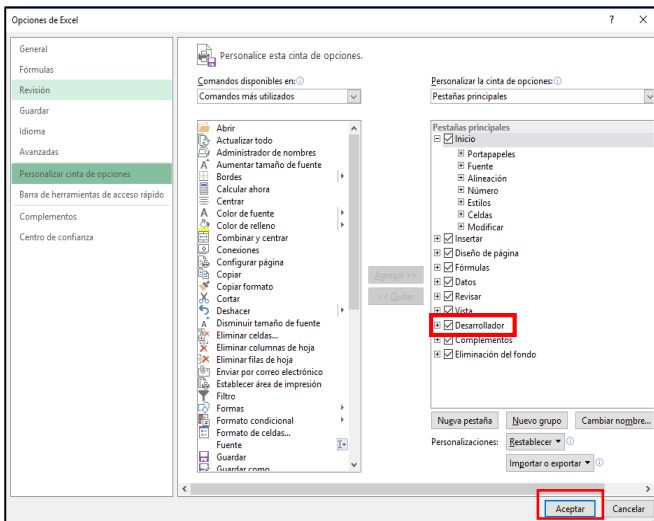 Opciones de Excel
?
General
Fórmulas
Revisión
Guardar
Idioma
Avanzadas
Personalizar cinta de opciones
Barra de herramientas de acceso rápido
Complementos
Centro de confianza
Personalice esta cinta de opciones.
Comandos disponibles en:
Comandos más utilizados
Abrir
Actualizar todo
Administrador de nombres
Aumentar tamaño de fuente
Bordes
Calcular ahora
Centrar
Color de fuente
Color de relleno
Combinar y centrar
Conexiones
Configurar página
Copiar
Copiar formato
Cortar
Deshacer
Disminuir tamaño de fuente
Eliminar celdas...
Eliminar columnas de hoja
Eliminar filas de hoja
Enviar por correo electrónico
Establecer área de impresión
Filtro
Formas
Formato condicional
Formato de celdas...
Fuente
Guardar
Guardar como
Agregar >>
<< Quitar
Personalizar la cinta de opciones:
Pestañas principales
Pestañas principales
Inicio
Portapapeles
Fuente
Alineación
Número
Estilos
Celdas
Modificar
Insertar
Diseño de página
Fórmulas
Datos
Revisar
Vista
Desarrollador
Complementos
Eliminación del fondo
Nueva pestaña
Nuevo grupo
Cambiar nombre...
Personalizaciones:
Restablecer
Importar o exportar
Aceptar
Cancelar